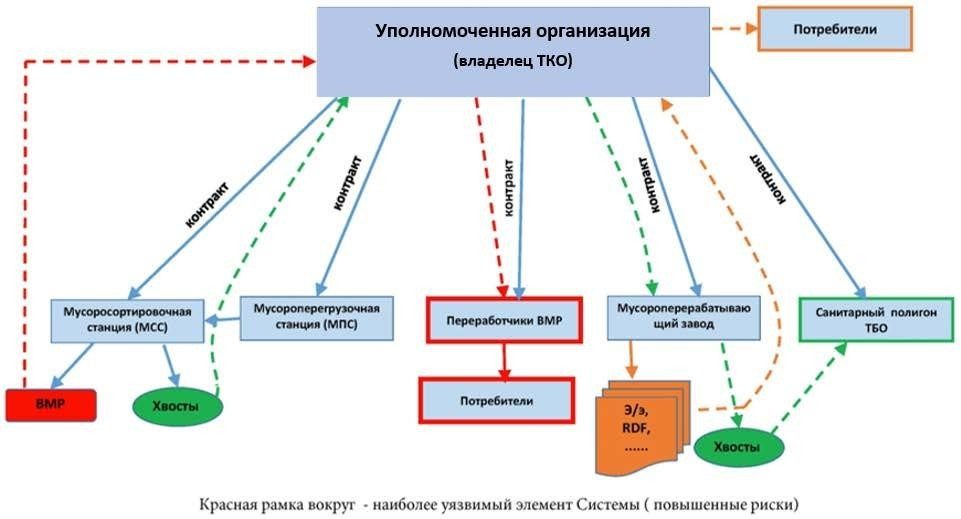 Уполномоченная организация
(владелец ТКО)
Потребители
контракт
контракт
контракт
контракт
контракт
Мусоросортировочная
станция (МСС)
Мусороперегрузочная
станция (МПС)
Переработчики ВМР
Мусороперерабатываю
щий завод
Санитарный полигон
ТБО
ВМР
Хвосты
Потребители
Э/э,
RDF,
......
Хвосты
Красная рамка вокруг - наиболее уязвимый элемент Системы ( повышенные риски)